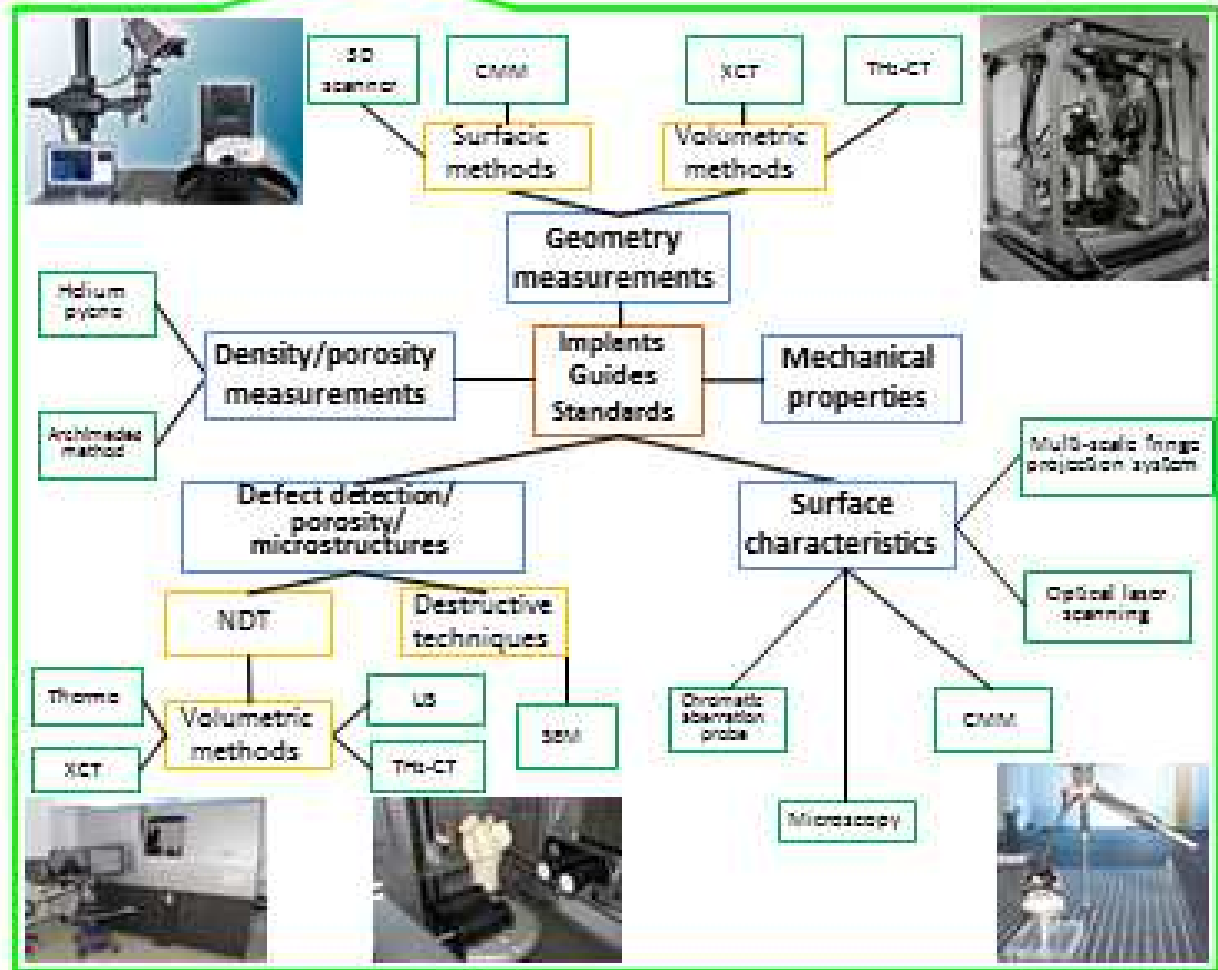 3D
scanner
CMM
XCT
THz-CT
Surfacic
methods
Volumetric
methods
Geometry
measurements
Helium
pycno
Density/porosity
measurements
Implants
Guides
Standards
Mechanical
properties
Archimedes
method
Multi-scale fringe
projection system
Defect detection/
porosity/
microstructures
Surface
characteristics
NDT
Destructive
techniques
Optical laser
scanning
Thermo
US
Volumetric
methods
XCT
THz-CT
SEM
Chromatic
aberration
probe
CMM
Microscopy